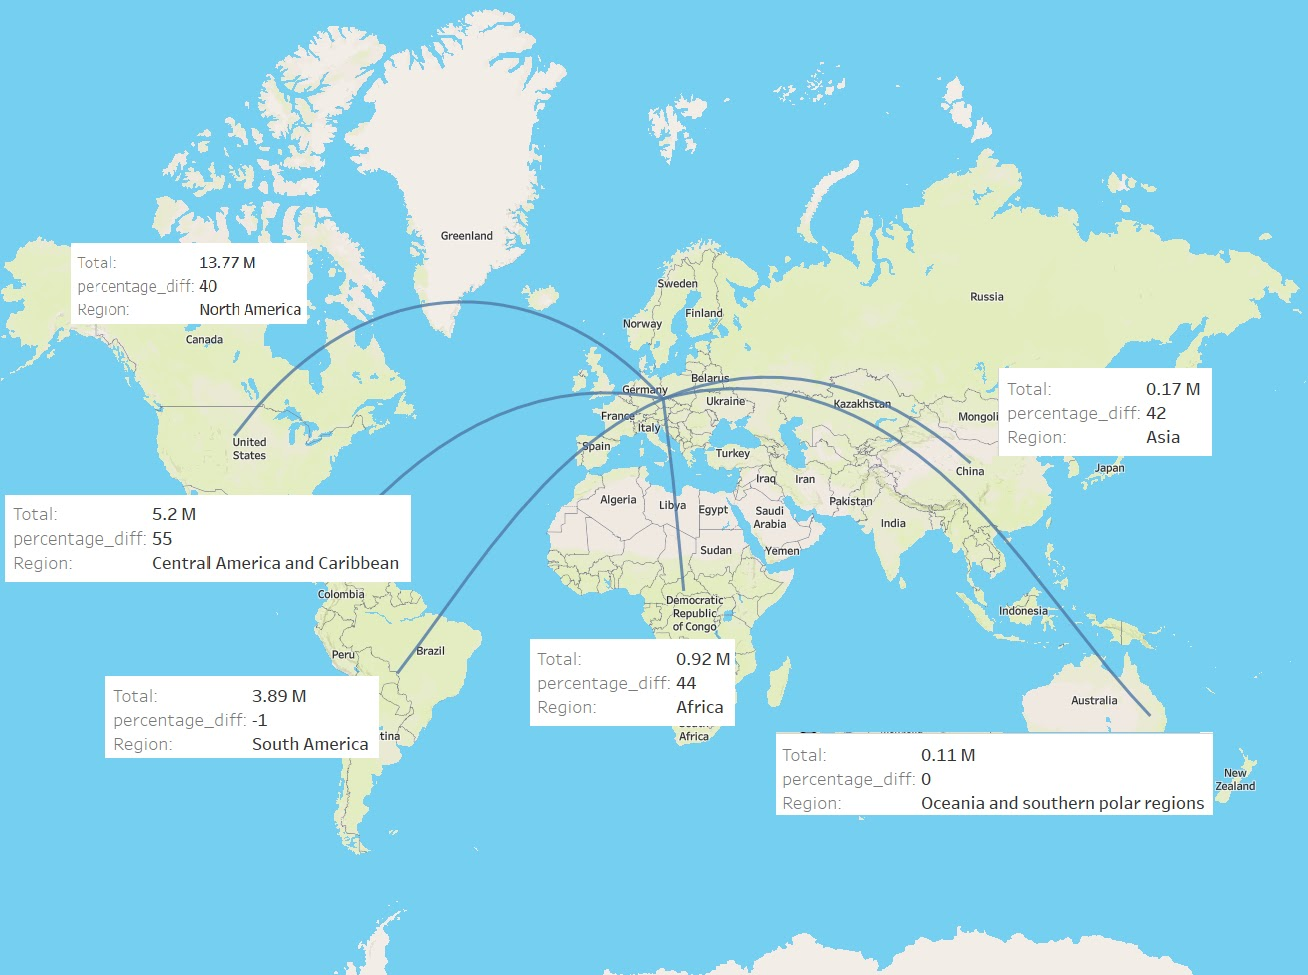 Greenland
Total: 13.77 M
percentage_diff: 40
Region: North America
Sweden
Russia
Finland
Norway
Canada
Total: 0.17 M
percentage_diff: 42
Region: Asia
Belarus
Germany
Ukraine
Kazakhstan
France
Mongoli
Italy
United
States
Spain
Turkey
China
Japan
Iraq
Iran
Algeria
Libya
Egypt
Saudi
Arabia
Pakistan
India
Total: 5.2 M
percentage_diff: 55
Region: Central America and Caribbean
Sudan
Yemen
Colombia
Democratic
Republic
of Congo
Indonesia
Peru
Brazil
Total: 0.92 M
percentage_diff: 44
Region: Africa
Total: 3.89 M
percentage_diff: -1
Region: South America
Australia
tina
Africa
Total: 0.11 M
percentage_diff: 0
Region: Oceania and southern polar regions
New
Zealand